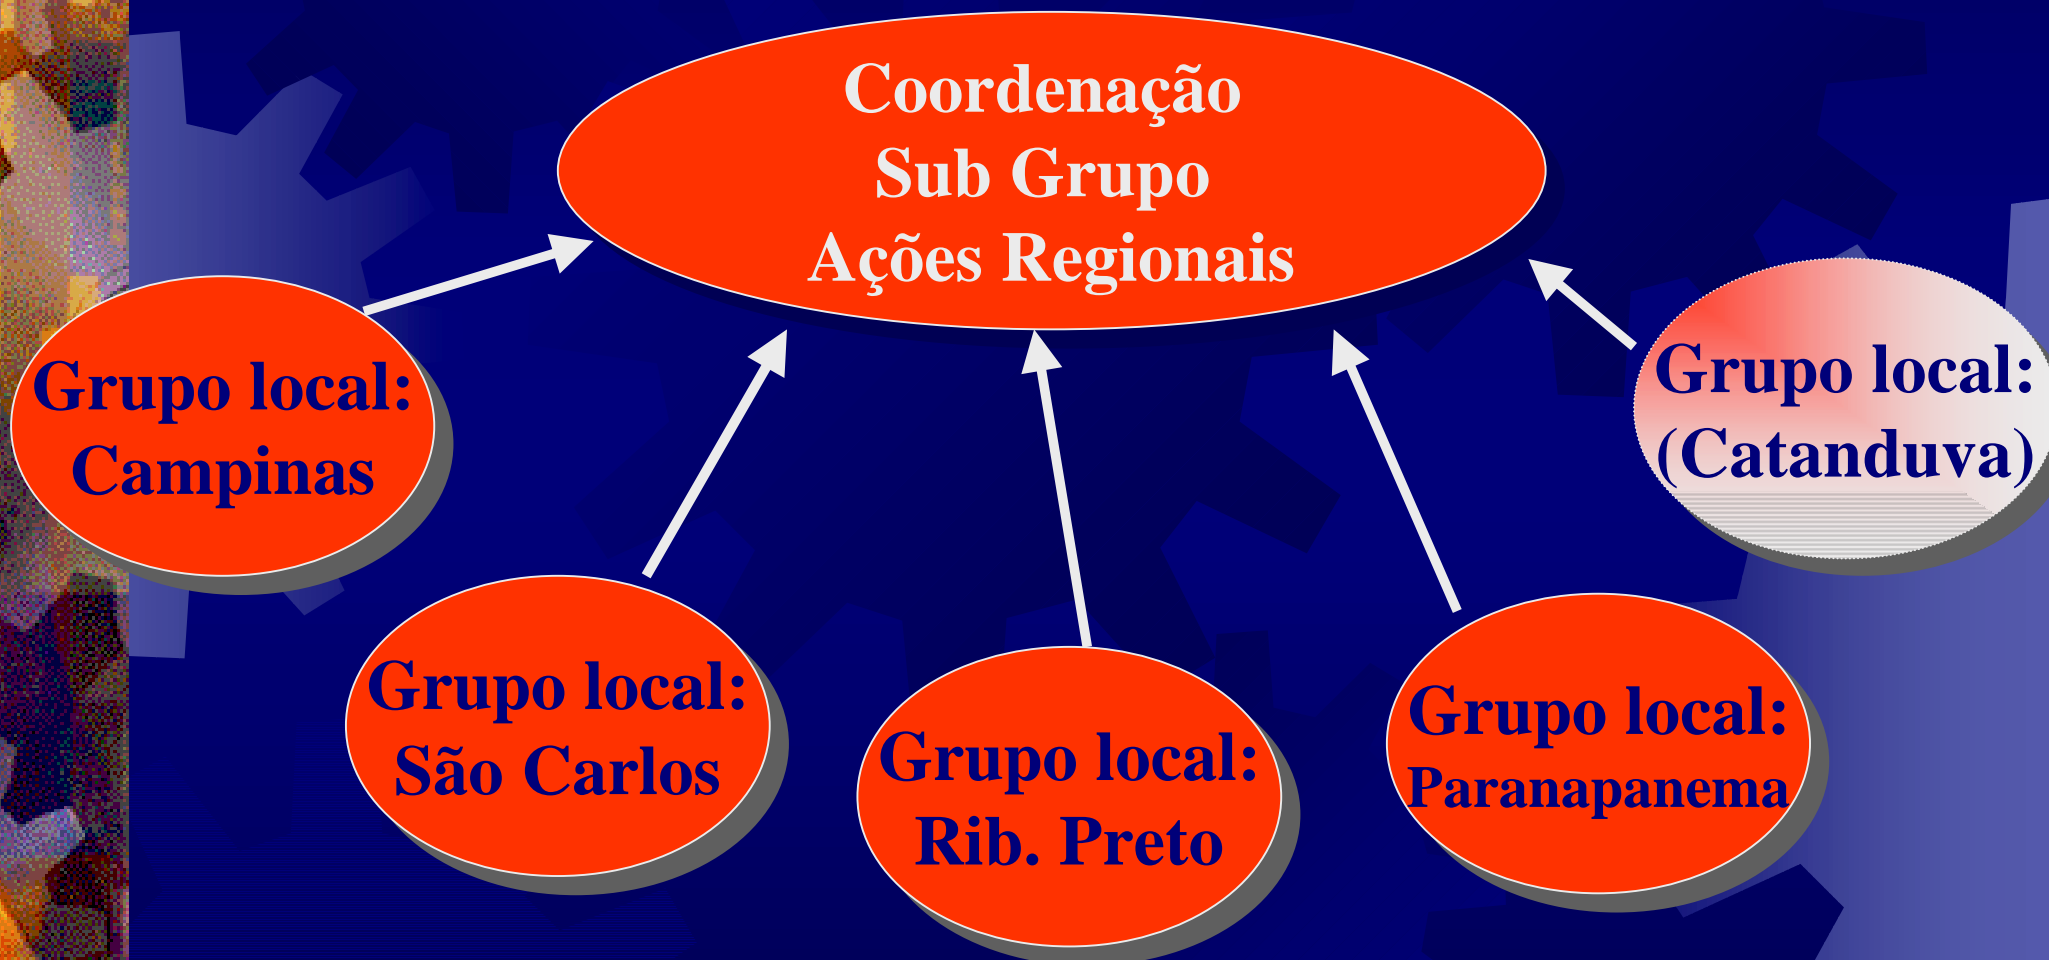 Coordenação
Sub Grupo
Ações Regionais
Grupo local:
Campinas
Grupo local:
São Carlos
Grupo local:
Rib. Preto
Grupo local:
Paranapanema
Grupo local:
(Catanduva)